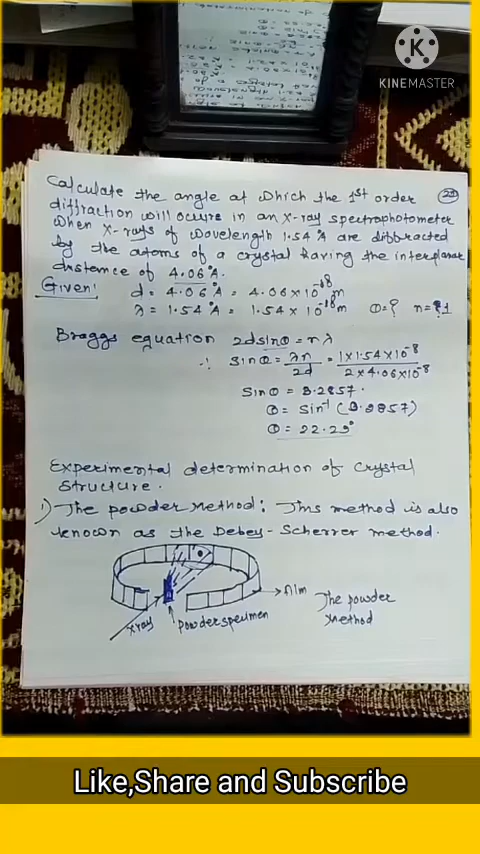 KINEMASTER
Calculate the angle at which the 1st order
diffraction will occure in an X-ray spectrophotometer
when X-rays of wavelength 1.54 °A are diffracted
by the atoms of a crystal having the interplanar
distance of 4.06 °A.
29
Given:
d = 4.06 °A = 4.06 × 10 m
λ = 1.54 °A = 1.54 × 10 m θ = ? n = 1
Braggs equation 2d sinθ = nλ
∴ sinθ = λn / 2d = 1 × 1.54 × 10⁻⁸ / 2 × 4.06 × 10⁻⁸
sinθ = 0.2857.
θ = sin⁻¹ (0.2857)
θ = 22.29°
Experimental determination of crystal
structure.
1) The powder method: This method is also
known as the Debey-Scherrer method.
film
The powder
method
xray
powder specimen
Like,Share and Subscribe